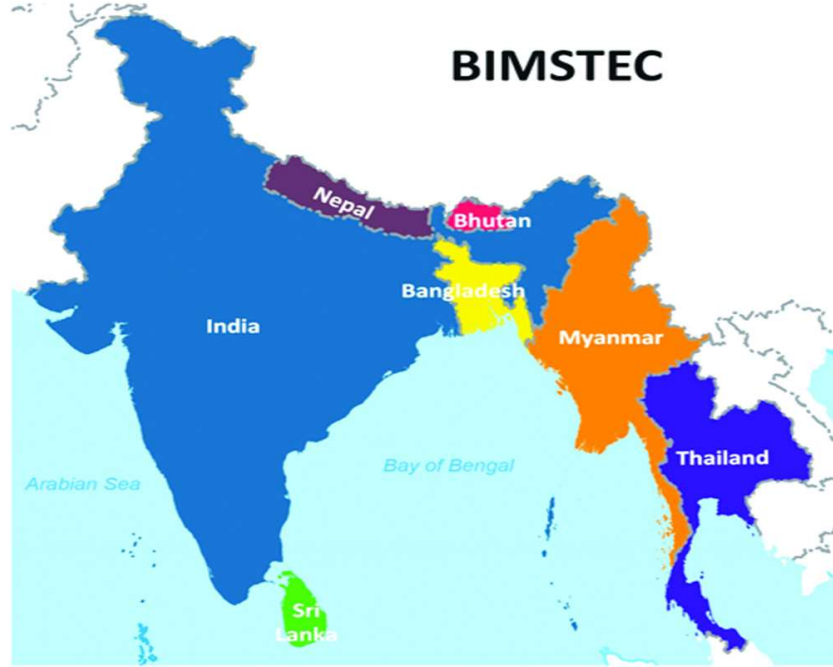 BIMSTEC
Nepal
Bhutan
Bangladesh
India
Myanmar
Thailand
Bay of Bengal
Arabian Sea
Sri
Lanka